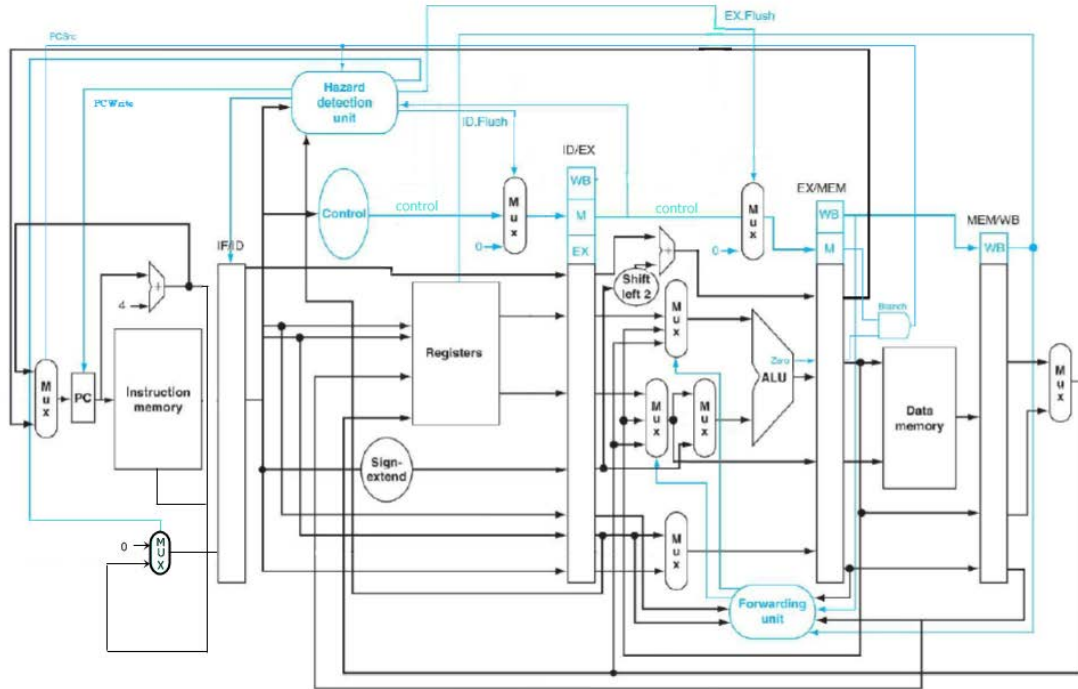 EX.Flush
PCSrc
Hazard
detection
unit
PCWrite
ID.Flush
ID/EX
WB
M
EX
Control
control
Mux
0
control
Mux
0
EX/MEM
WB
M
MEM/WB
WB
IF/ID
+
4
+
Shift
left 2
Branch
Mux
PC
Instruction
memory
Registers
Mux
Zero
ALU
Mux
Mux
Data
memory
Mux
Sign-
extend
0
MUX
Mux
Forwarding
unit